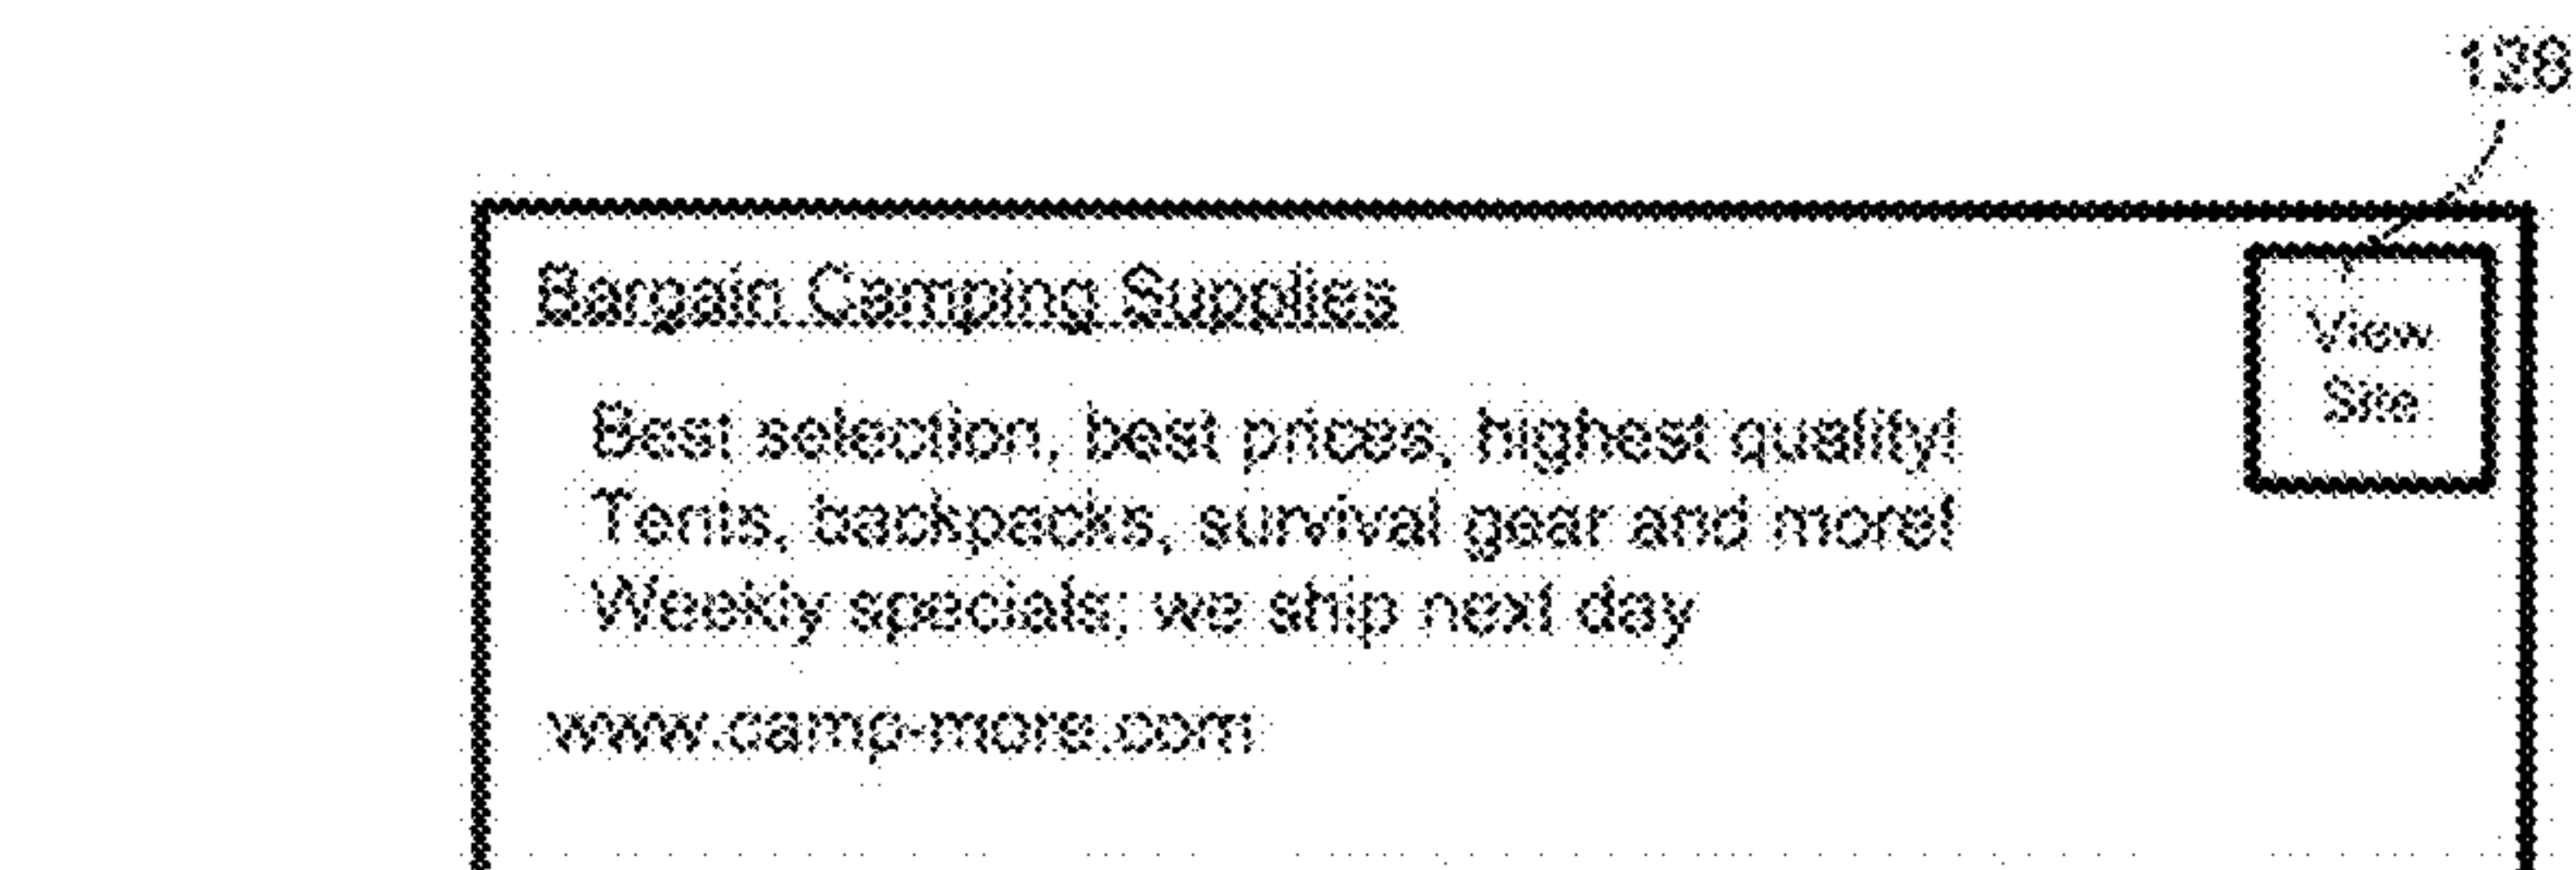 128
Bargain Camping Supplies
View
Site
Best selection, best prices, highest quality!
Tents, backpacks, survival gear and more!
Weekly specials; we ship next day
www.camp-more.com